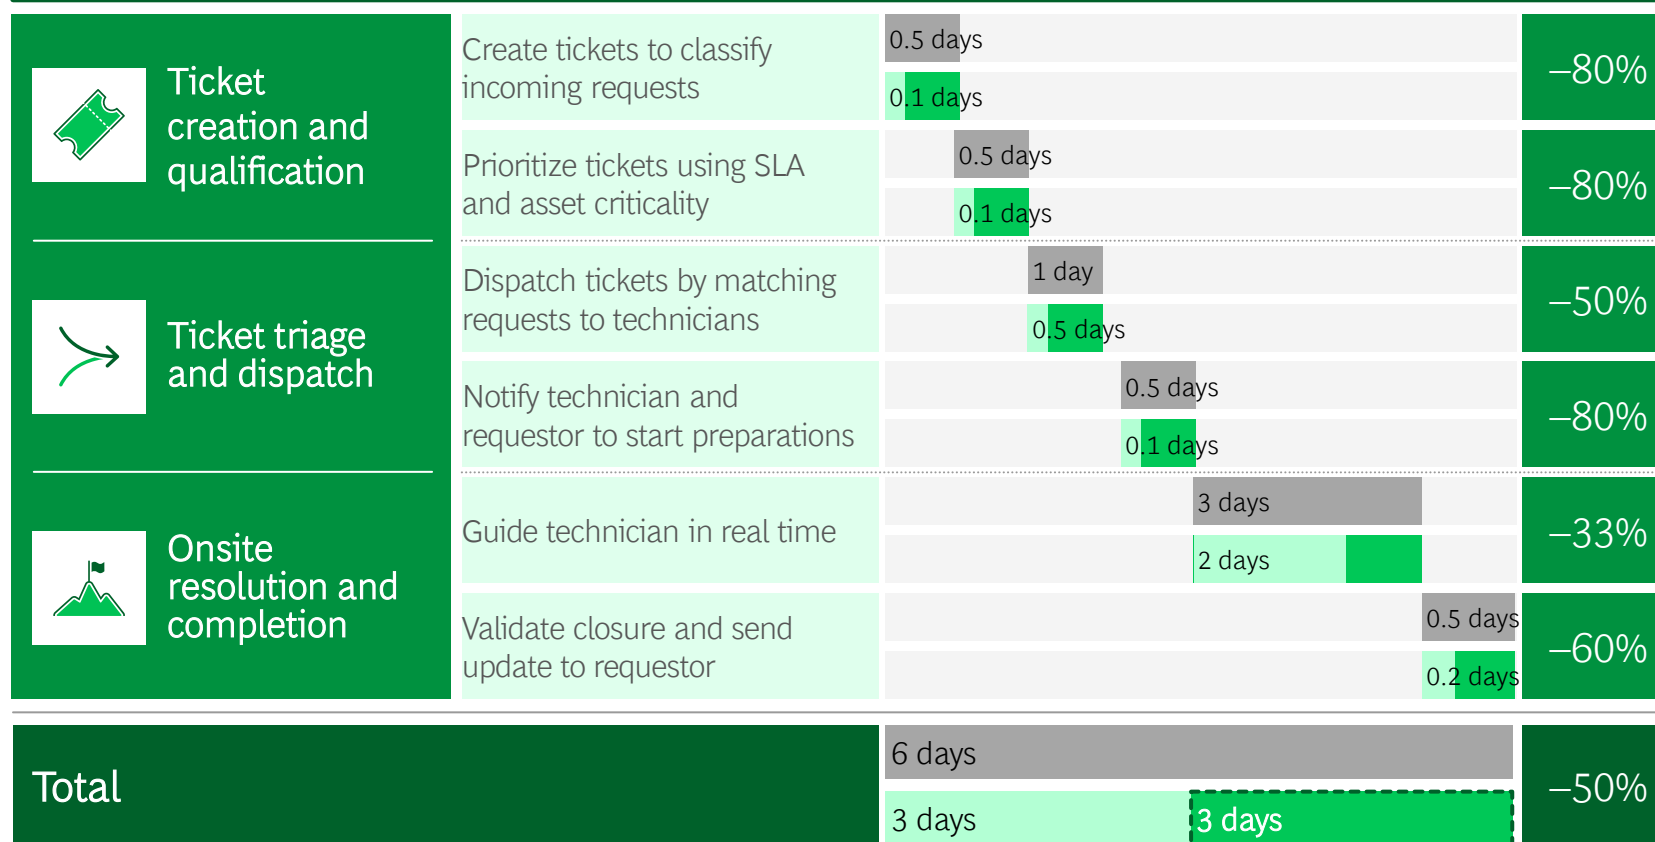 Ticket
creation and
qualification
Create tickets to classify
incoming requests
0.5 days
0.1 days
–80%
Prioritize tickets using SLA
and asset criticality
0.5 days
0.1 days
–80%
Ticket triage
and dispatch
Dispatch tickets by matching
requests to technicians
1 day
0.5 days
–50%
Notify technician and
requestor to start preparations
0.5 days
0.1 days
–80%
Onsite
resolution and
completion
Guide technician in real time
3 days
2 days
–33%
Validate closure and send
update to requestor
0.5 days
0.2 days
–60%
Total
6 days
3 days
3 days
–50%